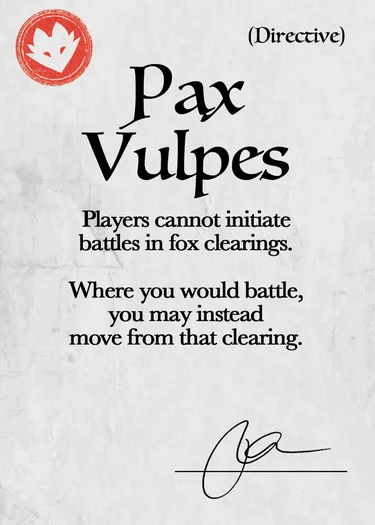 (Directive)
Pax
Vulpes
Players cannot initiate
battles in fox clearings.
Where you would battle,
you may instead
move from that clearing.